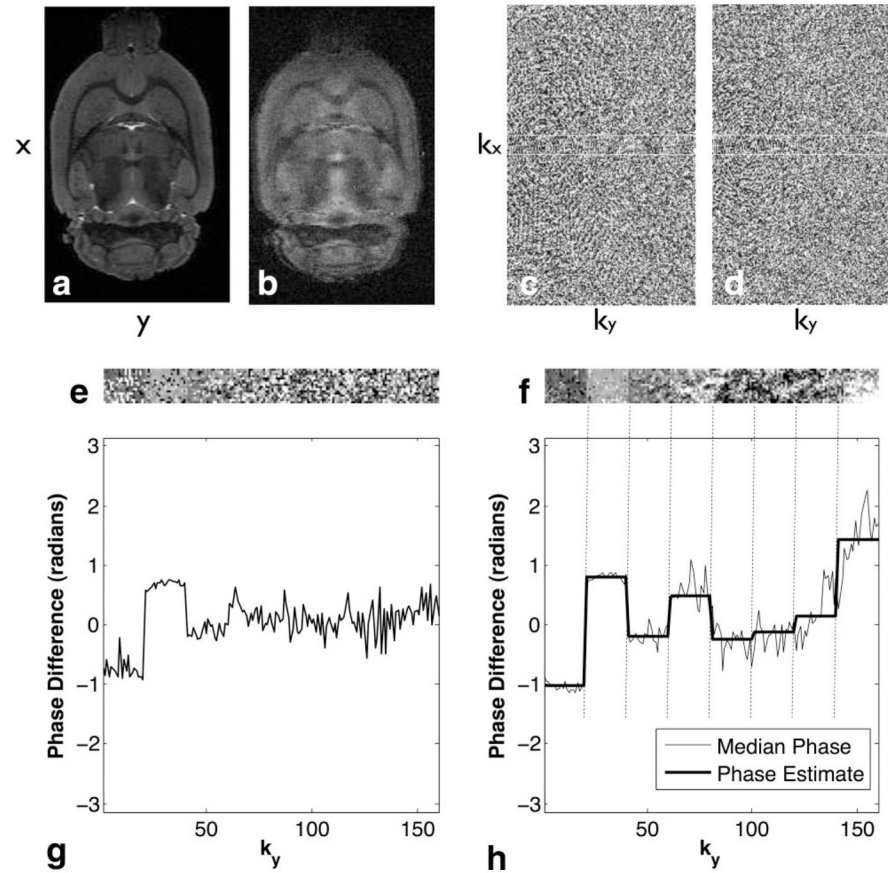 x
a
b
y
kx
c
d
ky
ky
e
f
3
2
1
0
−1
−2
−3
Phase Difference (radians)
50
100
150
ky
g
3
2
1
0
−1
−2
−3
Phase Difference (radians)
Median Phase
Phase Estimate
50
100
150
ky
h